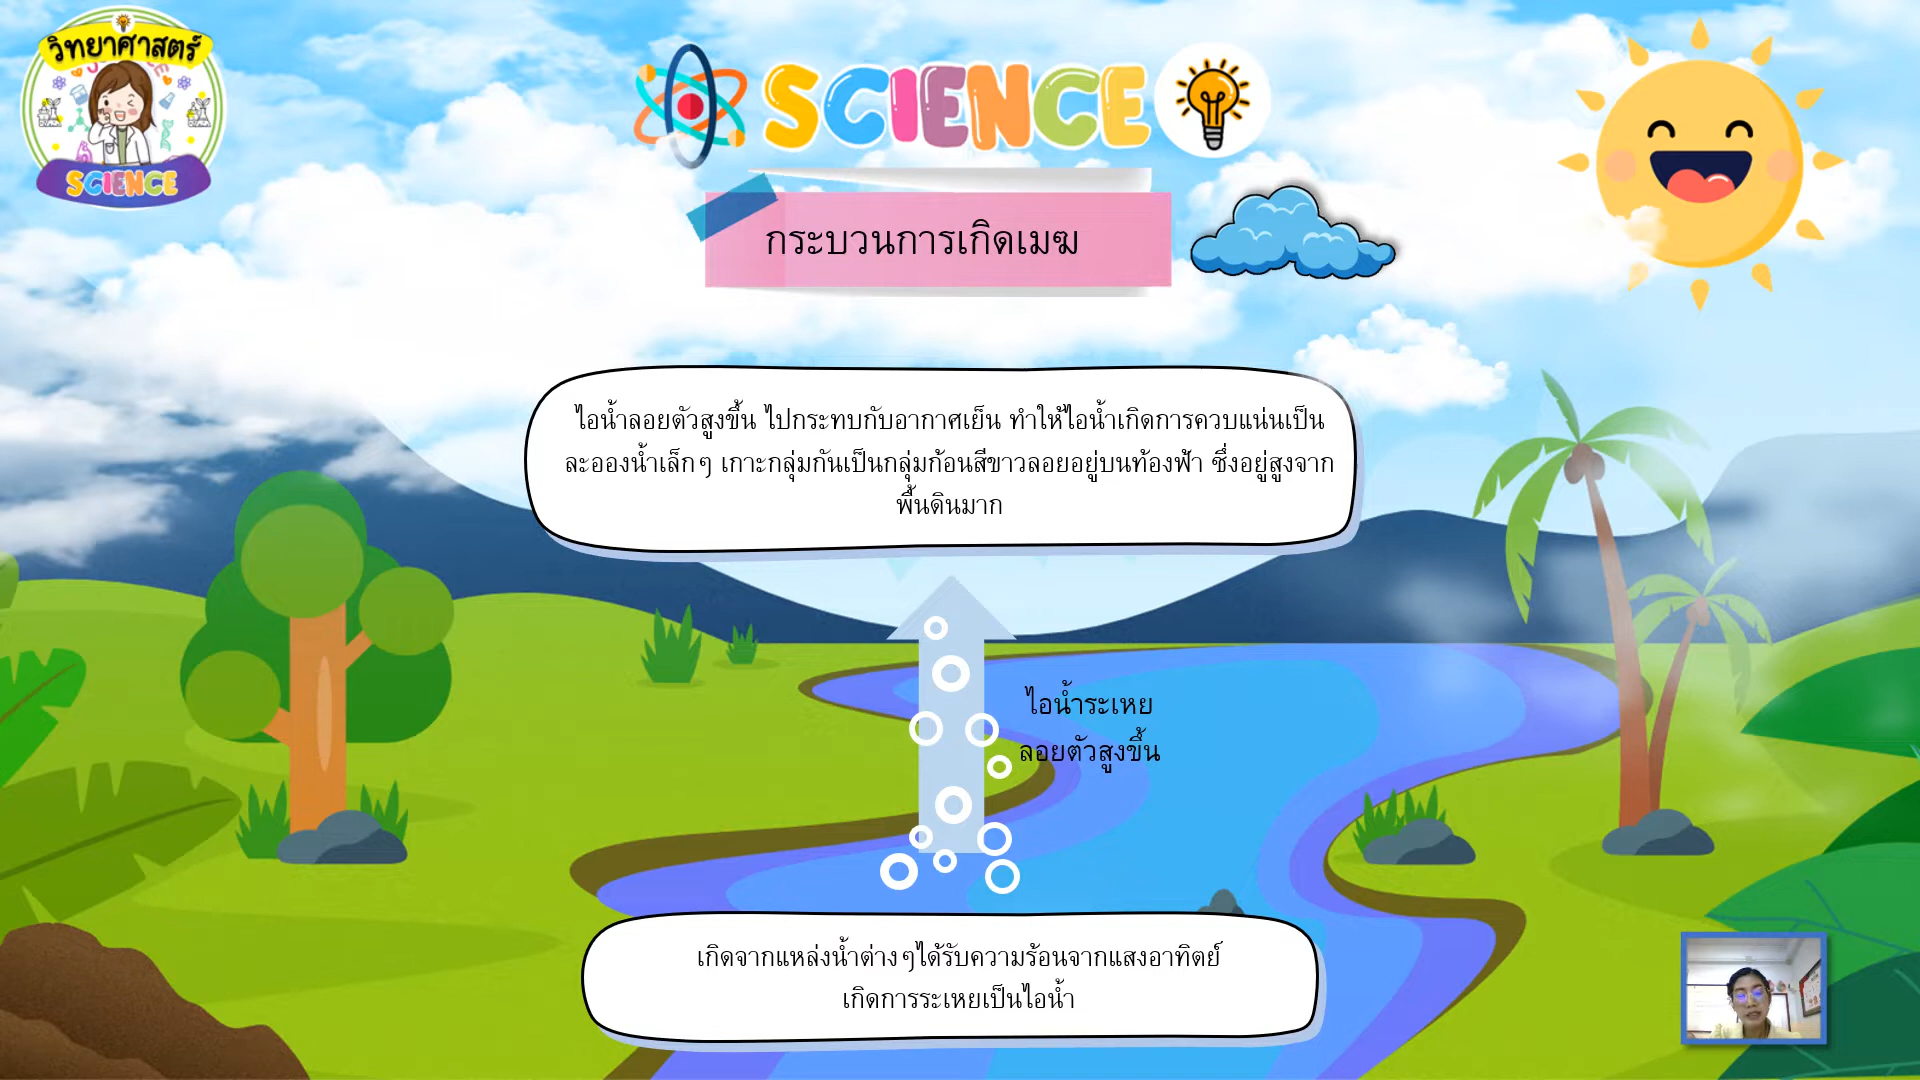 วิทยาศาสตร์
SCIENCE
SCIENCE
กระบวนการเกิดเมฆ
ไอน้ำลอยตัวสูงขึ้น ไปกระทบกับอากาศเย็น ทำให้ไอน้ำเกิดการควบแน่นเป็น
ละอองน้ำเล็กๆ เกาะกลุ่มกันเป็นกลุ่มก้อนสีขาวลอยอยู่บนท้องฟ้า ซึ่งอยู่สูงจาก
พื้นดินมาก
ไอน้ำระเหย
ลอยตัวสูงขึ้น
เกิดจากแหล่งน้ำต่างๆได้รับความร้อนจากแสงอาทิตย์
เกิดการระเหยเป็นไอน้ำ